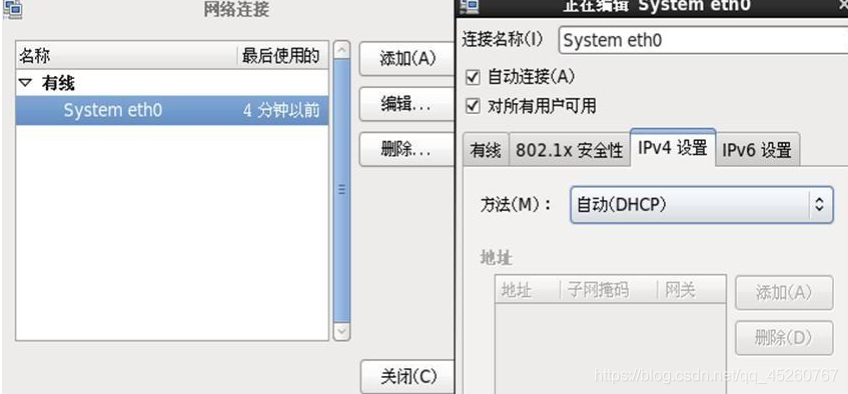 网络连接
名称 最后使用的
有线
System eth0 4 分钟以前
添加(A)
编辑...
删除...
关闭(C)
正在编辑 System eth0
连接名称(I) System eth0
自动连接(A)
对所有用户可用
有线 802.1x 安全性 IPv4 设置 IPv6 设置
方法(M)： 自动(DHCP)
地址
地址 子网掩码 网关
添加(A)
删除(D)
https://blog.csdn.net/qq_45260767